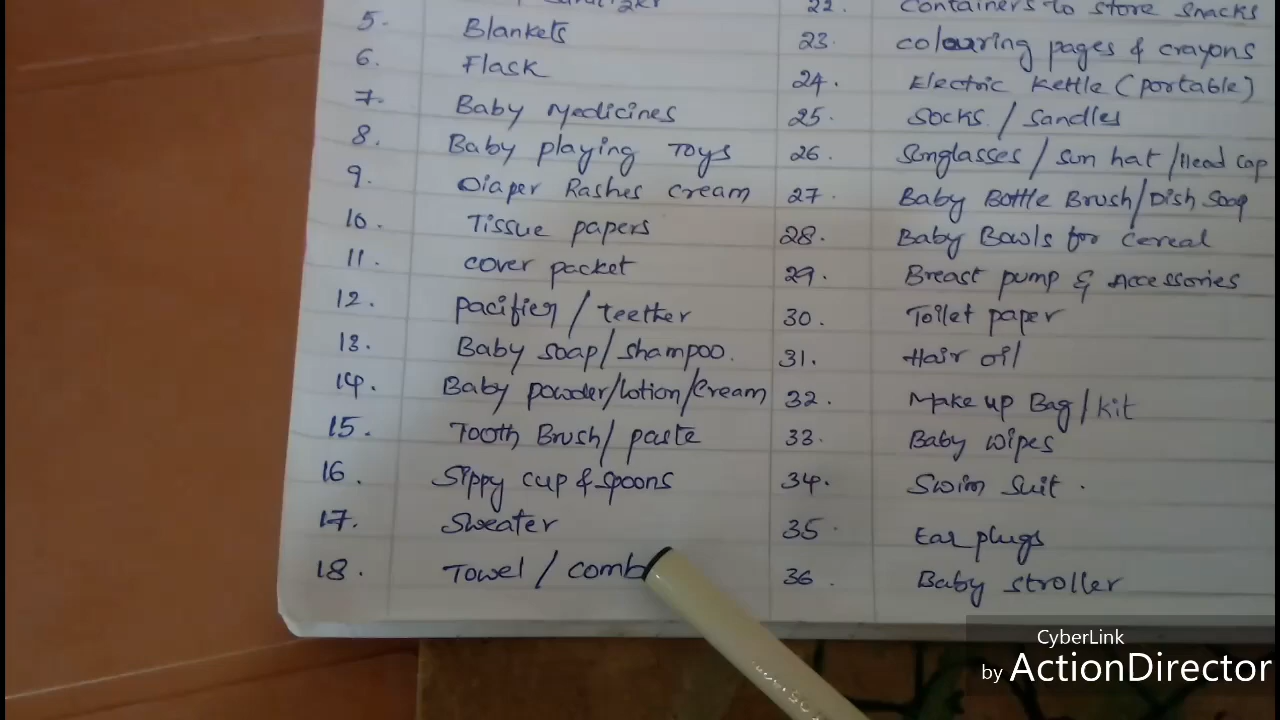 22. Containers to store snacks
5. Blankets
6. Flask
7. Baby Medicines
8. Baby playing Toys
9. Diaper Rashes cream
10. Tissue papers
11. cover packet
12. pacifier / teether
13. Baby soap/shampoo.
14. Baby powder/Lotion/Cream
15. Tooth Brush/ paste
16. Sippy cup & spoons
17. Sweater
18. Towel / comb
23. colouring pages & crayons
24. Electric Kettle (portable)
25. Socks / Sandles
26. Sunglasses / sun hat /Head cap
27. Baby Bottle Brush/Dish Soap
28. Baby Bowls for cereal
29. Breast pump & Accessories
30. Toilet paper
31. Hair oil
32. Make up Bag / kit
33. Baby wipes
34. Swim Suit .
35. Ear plugs
36. Baby stroller
CyberLink
by ActionDirector